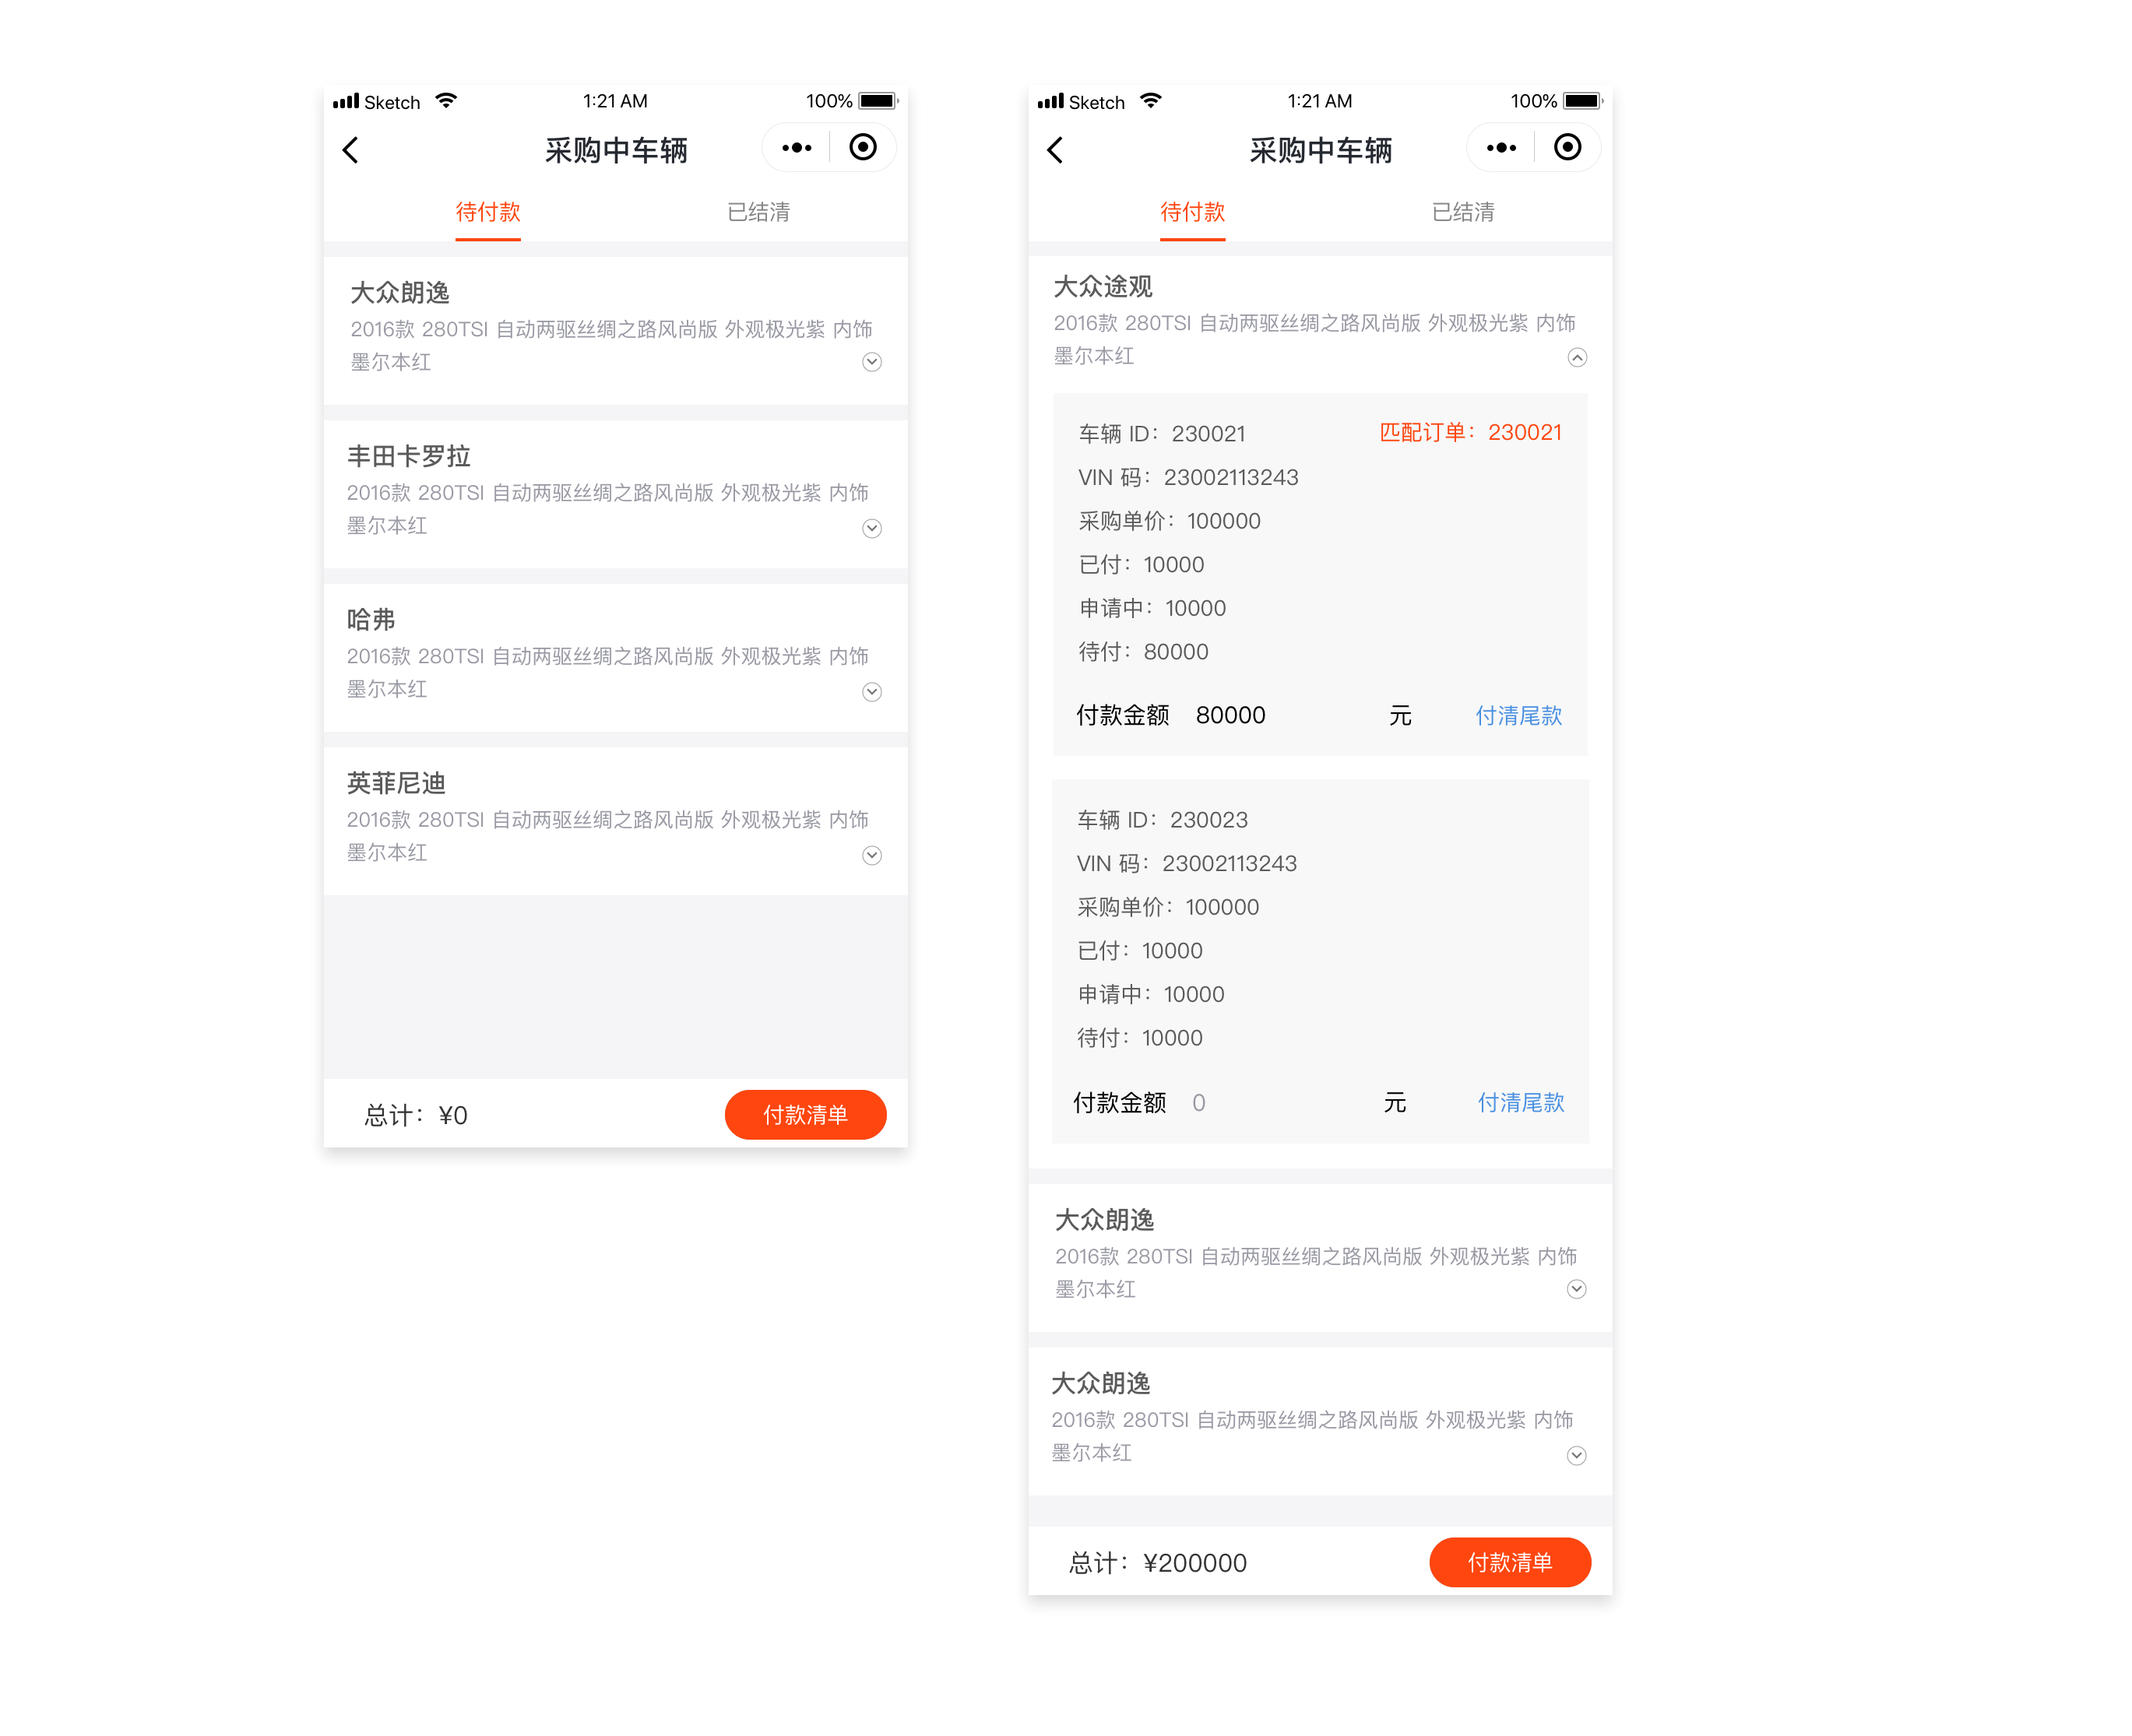 Sketch 1:21 AM 100%
采购中车辆
待付款 已结清
大众朗逸
2016款 280TSI 自动两驱丝绸之路风尚版 外观极光紫 内饰
墨尔本红
丰田卡罗拉
2016款 280TSI 自动两驱丝绸之路风尚版 外观极光紫 内饰
墨尔本红
哈弗
2016款 280TSI 自动两驱丝绸之路风尚版 外观极光紫 内饰
墨尔本红
英菲尼迪
2016款 280TSI 自动两驱丝绸之路风尚版 外观极光紫 内饰
墨尔本红
总计：¥0 付款清单
Sketch 1:21 AM 100%
采购中车辆
待付款 已结清
大众途观
2016款 280TSI 自动两驱丝绸之路风尚版 外观极光紫 内饰
墨尔本红
车辆 ID：230021 匹配订单：230021
VIN 码：23002113243
采购单价：100000
已付：10000
申请中：10000
待付：80000
付款金额 80000 元 付清尾款
车辆 ID：230023
VIN 码：23002113243
采购单价：100000
已付：10000
申请中：10000
待付：10000
付款金额 0 元 付清尾款
大众朗逸
2016款 280TSI 自动两驱丝绸之路风尚版 外观极光紫 内饰
墨尔本红
大众朗逸
2016款 280TSI 自动两驱丝绸之路风尚版 外观极光紫 内饰
墨尔本红
总计：¥200000 付款清单